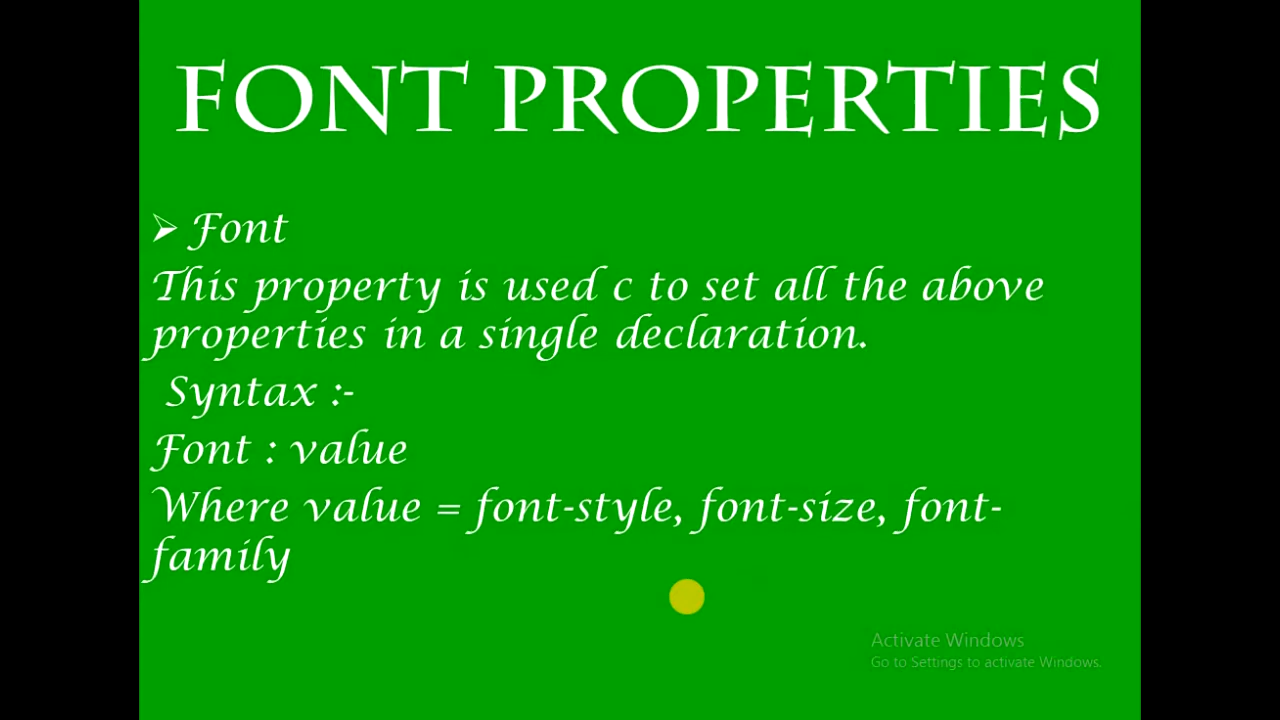 FONT PROPERTIES
➢ Font
This property is used c to set all the above
properties in a single declaration.
Syntax :-
Font : value
Where value = font-style, font-size, font-
family
Activate Windows
Go to Settings to activate Windows.